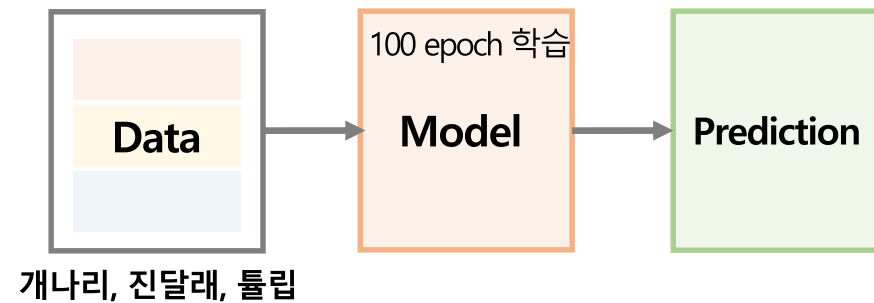 100 epoch 학습
Data
Model
Prediction
개나리, 진달래, 튤립